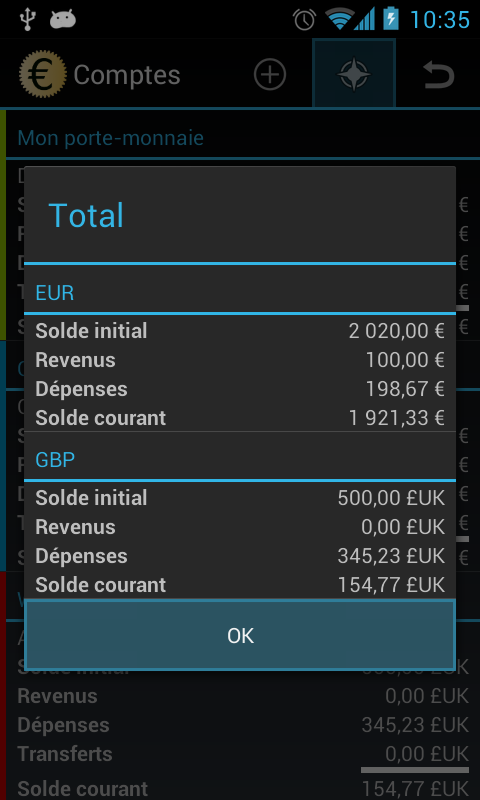 10:35
Comptes
Mon porte-monnaie
Total
EUR
Solde initial 2 020,00 €
Revenus 100,00 €
Dépenses 198,67 €
Solde courant 1 921,33 €
GBP
Solde initial 500,00 £UK
Revenus 0,00 £UK
Dépenses 345,23 £UK
Solde courant 154,77 £UK
OK
Revenus 0,00 £UK
Dépenses 345,23 £UK
Transferts 0,00 £UK
Solde courant 154,77 £UK